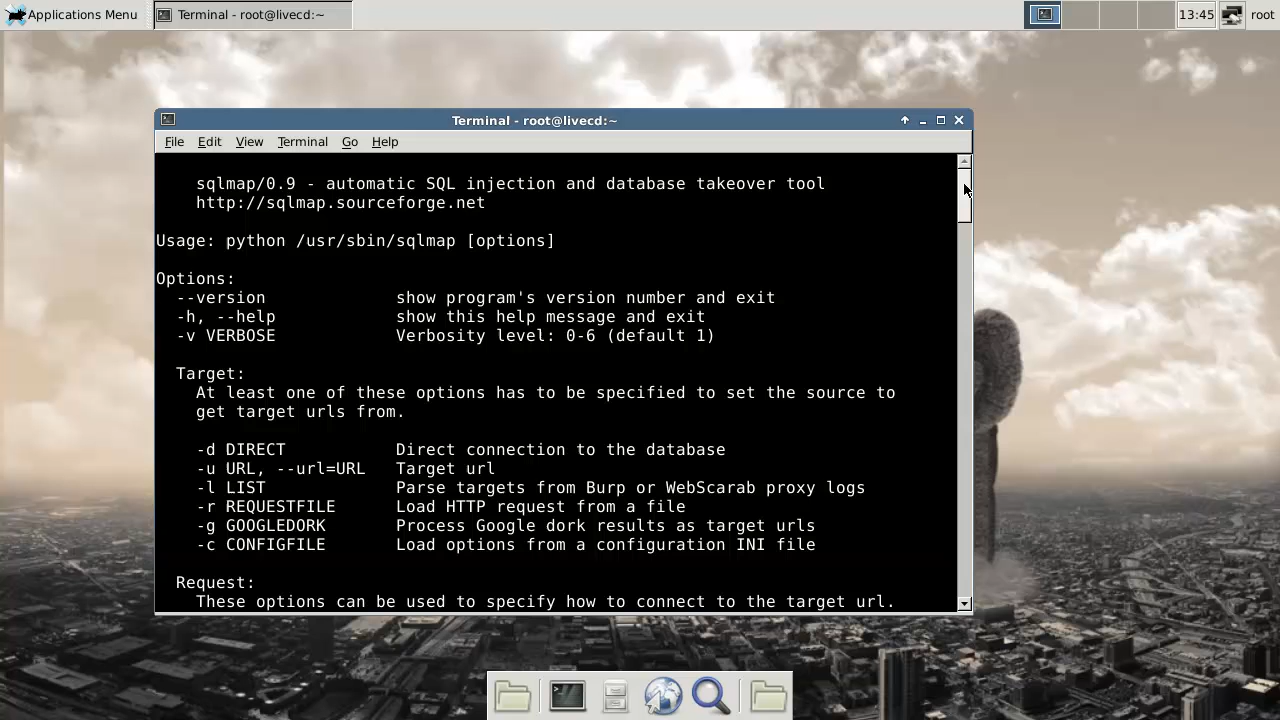 Applications Menu
Terminal - root@livecd:~
13:45
root
Terminal - root@livecd:~
File Edit View Terminal Go Help
sqlmap/0.9 - automatic SQL injection and database takeover tool
http://sqlmap.sourceforge.net
Usage: python /usr/sbin/sqlmap [options]
Options:
--version show program's version number and exit
-h, --help show this help message and exit
-v VERBOSE Verbosity level: 0-6 (default 1)
Target:
At least one of these options has to be specified to set the source to
get target urls from.
-d DIRECT Direct connection to the database
-u URL, --url=URL Target url
-l LIST Parse targets from Burp or WebScarab proxy logs
-r REQUESTFILE Load HTTP request from a file
-g GOOGLEDORK Process Google dork results as target urls
-c CONFIGFILE Load options from a configuration INI file
Request:
These options can be used to specify how to connect to the target url.